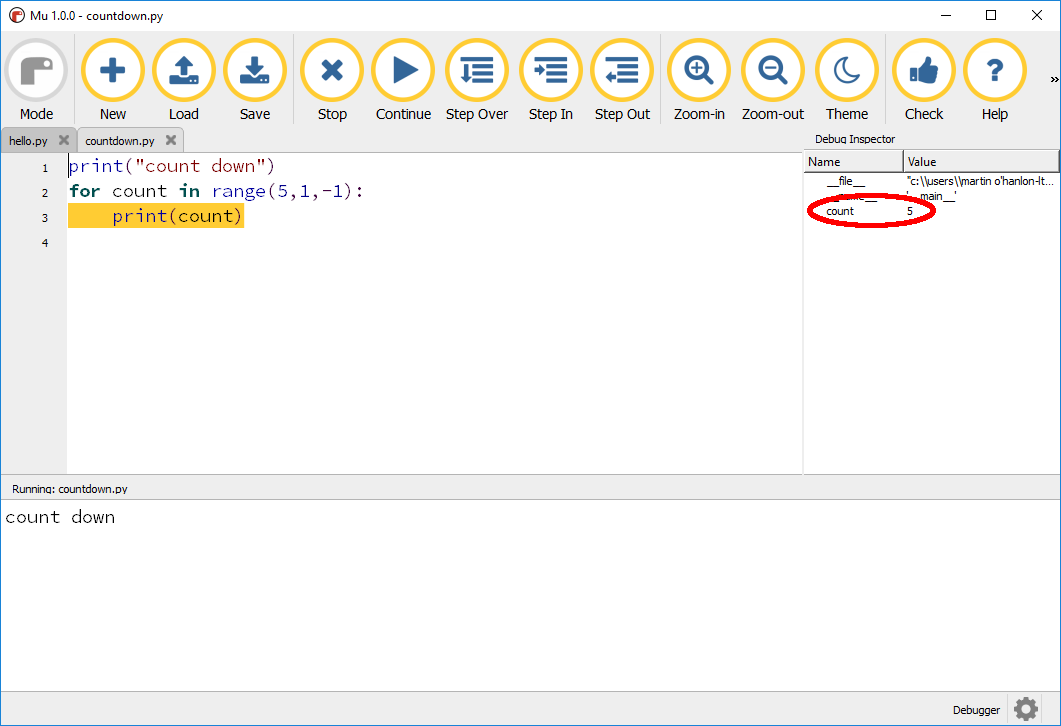 Mu 1.0.0 - countdown.py
Mode New Load Save Stop Continue Step Over Step In Step Out Zoom-in Zoom-out Theme Check Help »
hello.py countdown.py
Debug Inspector
Name Value
1 print("count down")
2 for count in range(5,1,-1):
3 print(count)
4
__file__ "c:\\users\\martin o'hanlon-lt...
count 5
Running: countdown.py
count down
Debugger